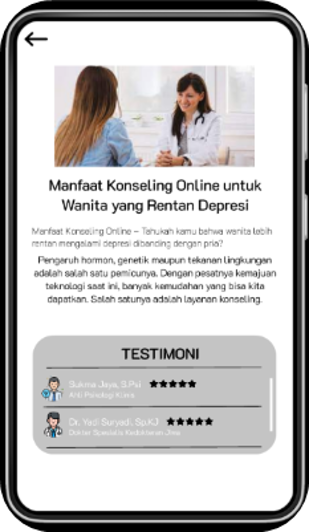 Manfaat Konseling Online untuk
Wanita yang Rentan Depresi
Manfaat Konseling Online – Tahukah kamu bahwa wanita lebih
rentan mengalami depresi dibanding dengan pria?
Pengaruh hormon, genetik maupun tekanan lingkungan
adalah salah satu pemicunya. Dengan pesatnya kemajuan
teknologi saat ini, banyak kemudahan yang bisa kita
dapatkan. Salah satunya adalah layanan konseling.
TESTIMONI
Sukma Jaya, S.Psi ★★★★★
Ahli Psikologi Klinis
Dr. Yadi Suryadi, Sp.KJ ★★★★★
Dokter Spesialis Kedokteran Jiwa